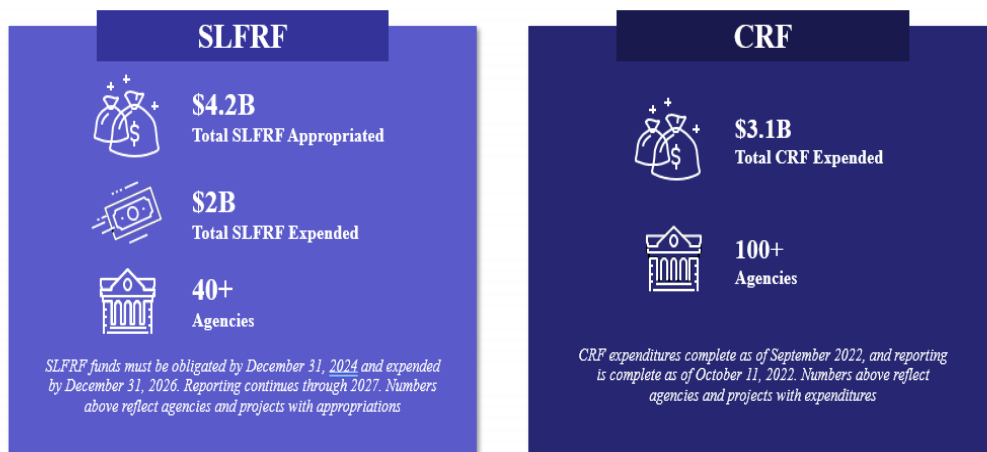 SLFRF
$4.2B
Total SLFRF Appropriated
$2B
Total SLFRF Expended
40+
Agencies
SLFRF funds must be obligated by December 31, 2024 and expended
by December 31, 2026. Reporting continues through 2027. Numbers
above reflect agencies and projects with appropriations
CRF
$3.1B
Total CRF Expended
100+
Agencies
CRF expenditures complete as of September 2022, and reporting
is complete as of October 11, 2022. Numbers above reflect
agencies and projects with expenditures